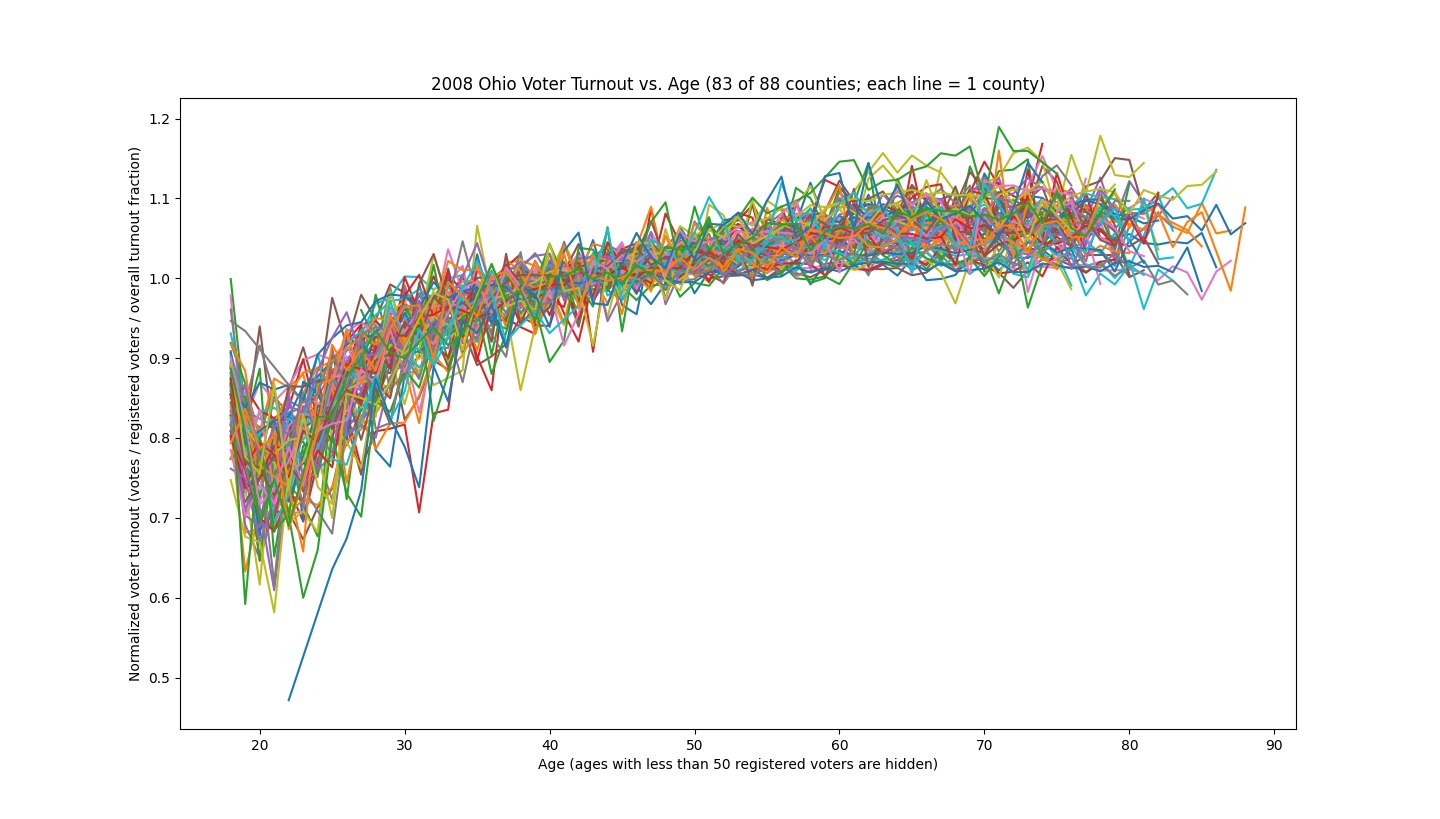 2008 Ohio Voter Turnout vs. Age (83 of 88 counties; each line = 1 county)
Normalized voter turnout (votes / registered voters / overall turnout fraction)
1.2
1.1
1.0
0.9
0.8
0.7
0.6
0.5
20 30 40 50 60 70 80 90
Age (ages with less than 50 registered voters are hidden)